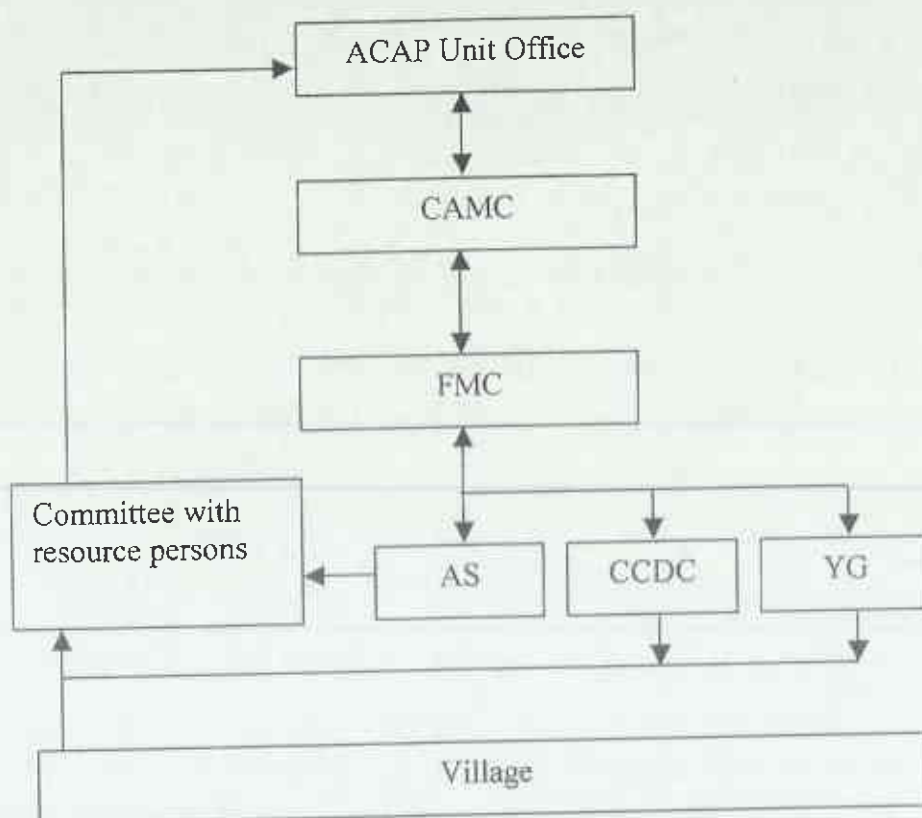 ACAP Unit Office
CAMC
FMC
Committee with
resource persons
AS
CCDC
YG
Village